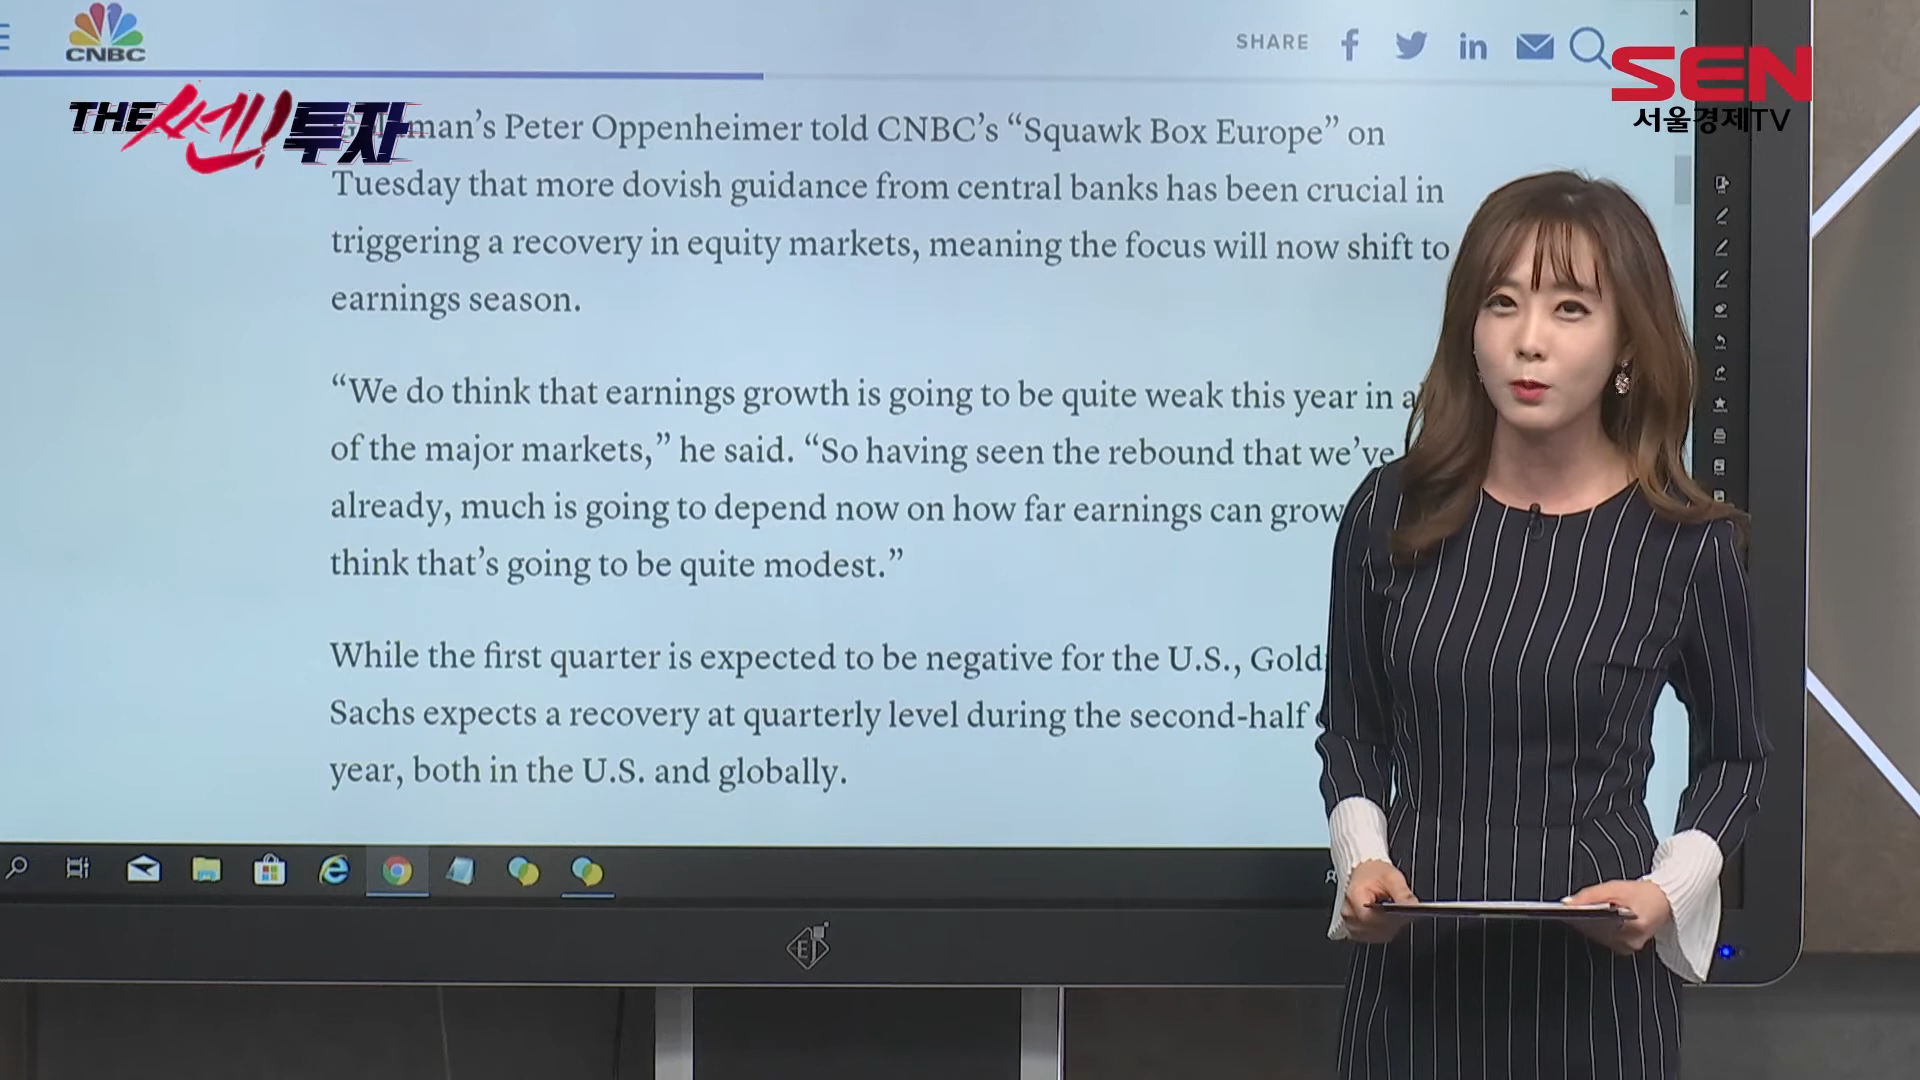 CNBC
SHARE
SEN
서울경제TV
THE 쎈! 투자
man’s Peter Oppenheimer told CNBC’s “Squawk Box Europe” on
Tuesday that more dovish guidance from central banks has been crucial in
triggering a recovery in equity markets, meaning the focus will now shift to
earnings season.
“We do think that earnings growth is going to be quite weak this year in
of the major markets,” he said. “So having seen the rebound that we’ve
already, much is going to depend now on how far earnings can grow
think that’s going to be quite modest.”
While the first quarter is expected to be negative for the U.S., Gold
Sachs expects a recovery at quarterly level during the second-half
year, both in the U.S. and globally.